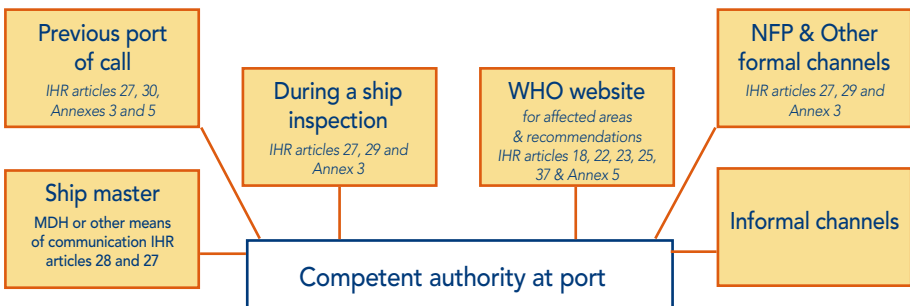 Previous port
of call
IHR articles 27, 30,
Annexes 3 and 5
During a ship
inspection
IHR articles 27, 29 and
Annex 3
WHO website
for affected areas
& recommendations
IHR articles 18, 22, 23, 25,
37 & Annex 5
NFP & Other
formal channels
IHR articles 27, 29 and
Annex 3
Ship master
MDH or other means
of communication IHR
articles 28 and 27
Informal channels
Competent authority at port